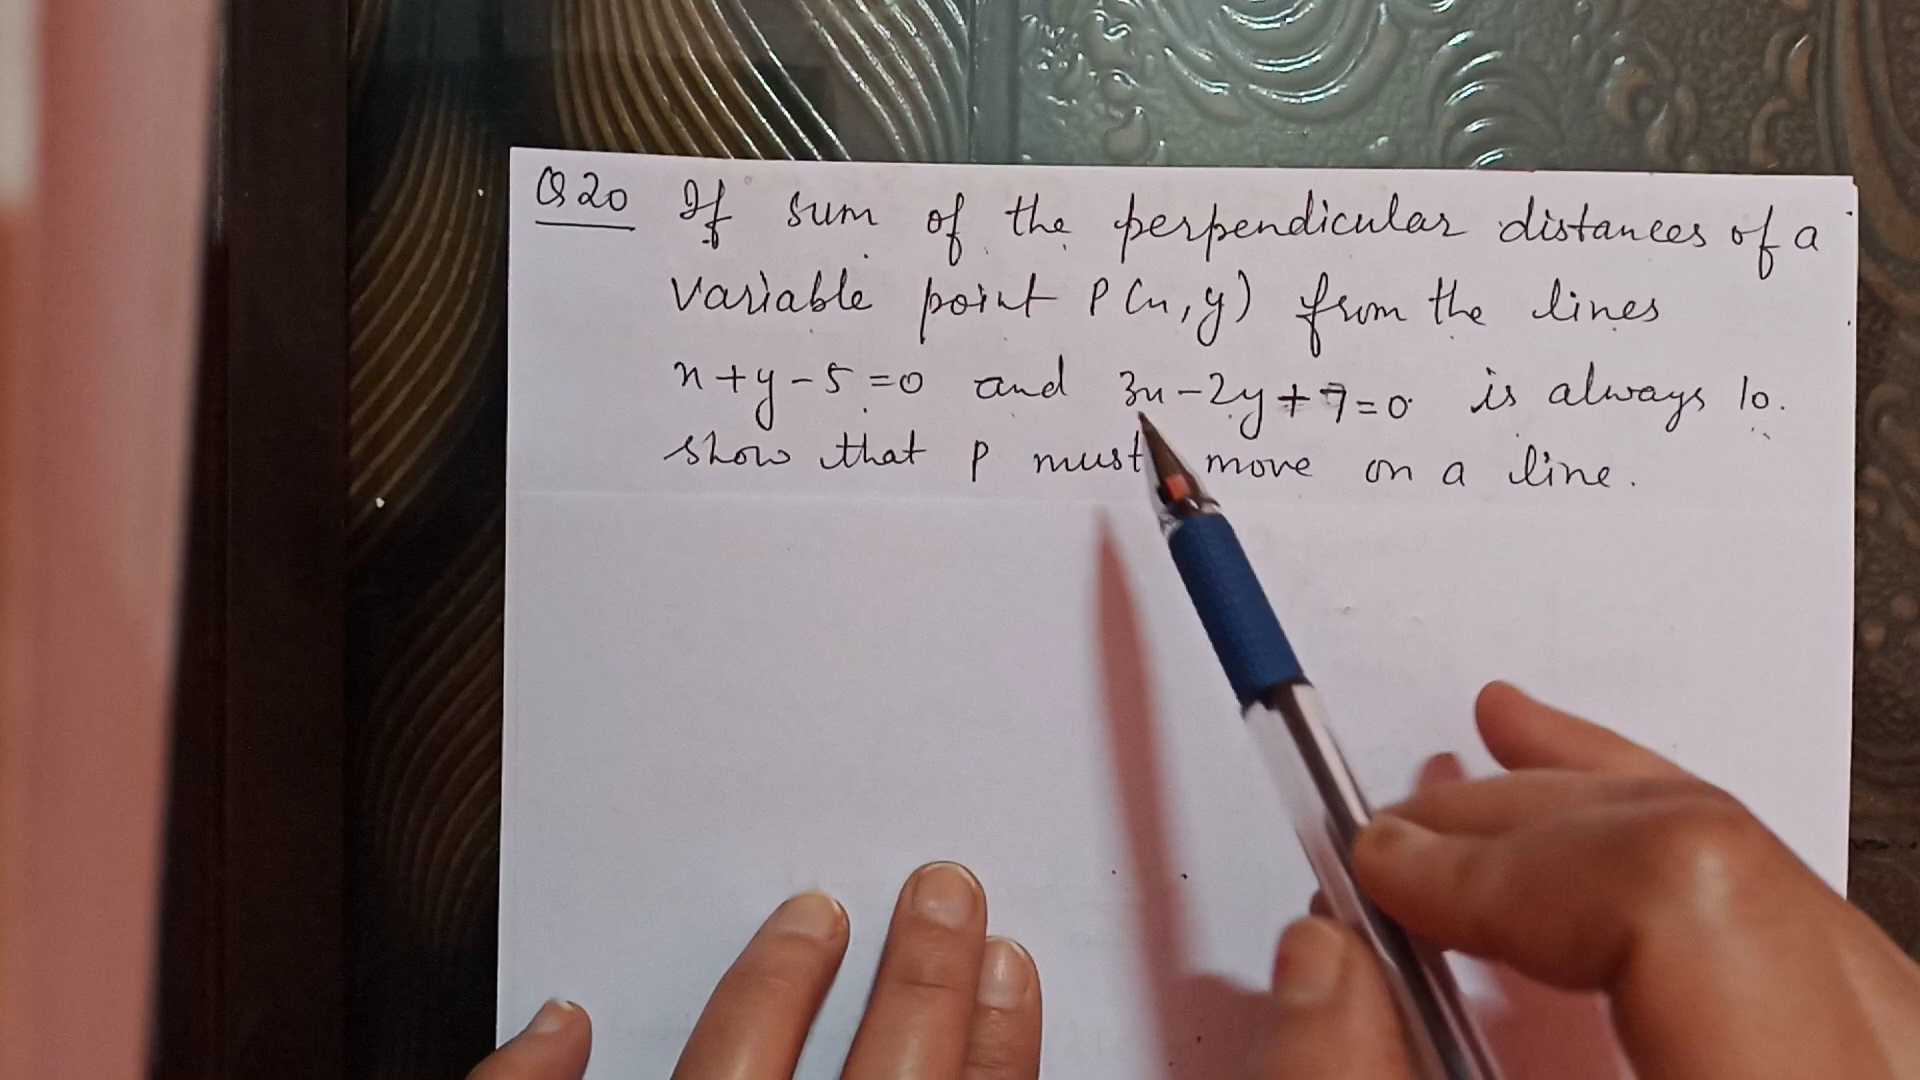 Q20 If sum of the perpendicular distances of a
variable point P(x,y) from the lines
x+y-5=0 and 3x-2y+7=0 is always 10.
show that P must move on a line.